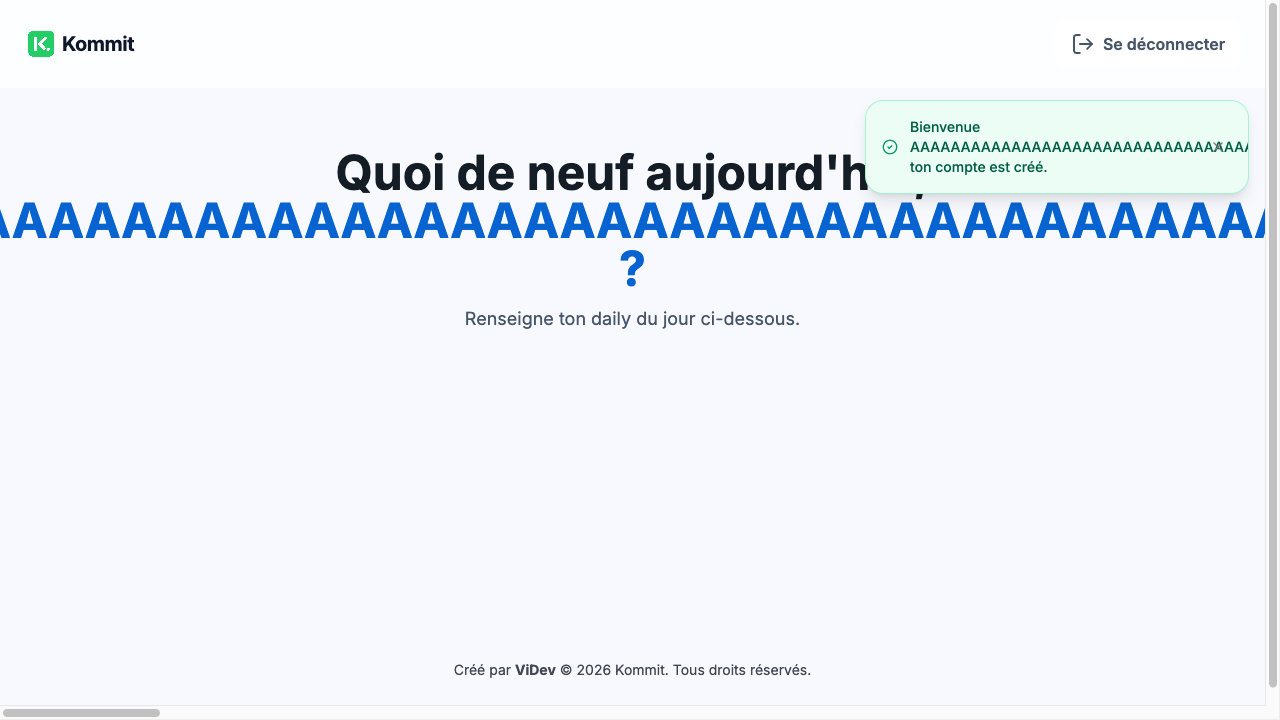 Kommit
Se déconnecter
Bienvenue
AAAAAAAAAAAAAAAAAAAAAAAAAAAAAAAAAA
ton compte est créé.
Quoi de neuf aujourd'h
AAAAAAAAAAAAAAAAAAAAAAAAAAAAAAAAAAA
?
Renseigne ton daily du jour ci-dessous.
Créé par ViDev © 2026 Kommit. Tous droits réservés.